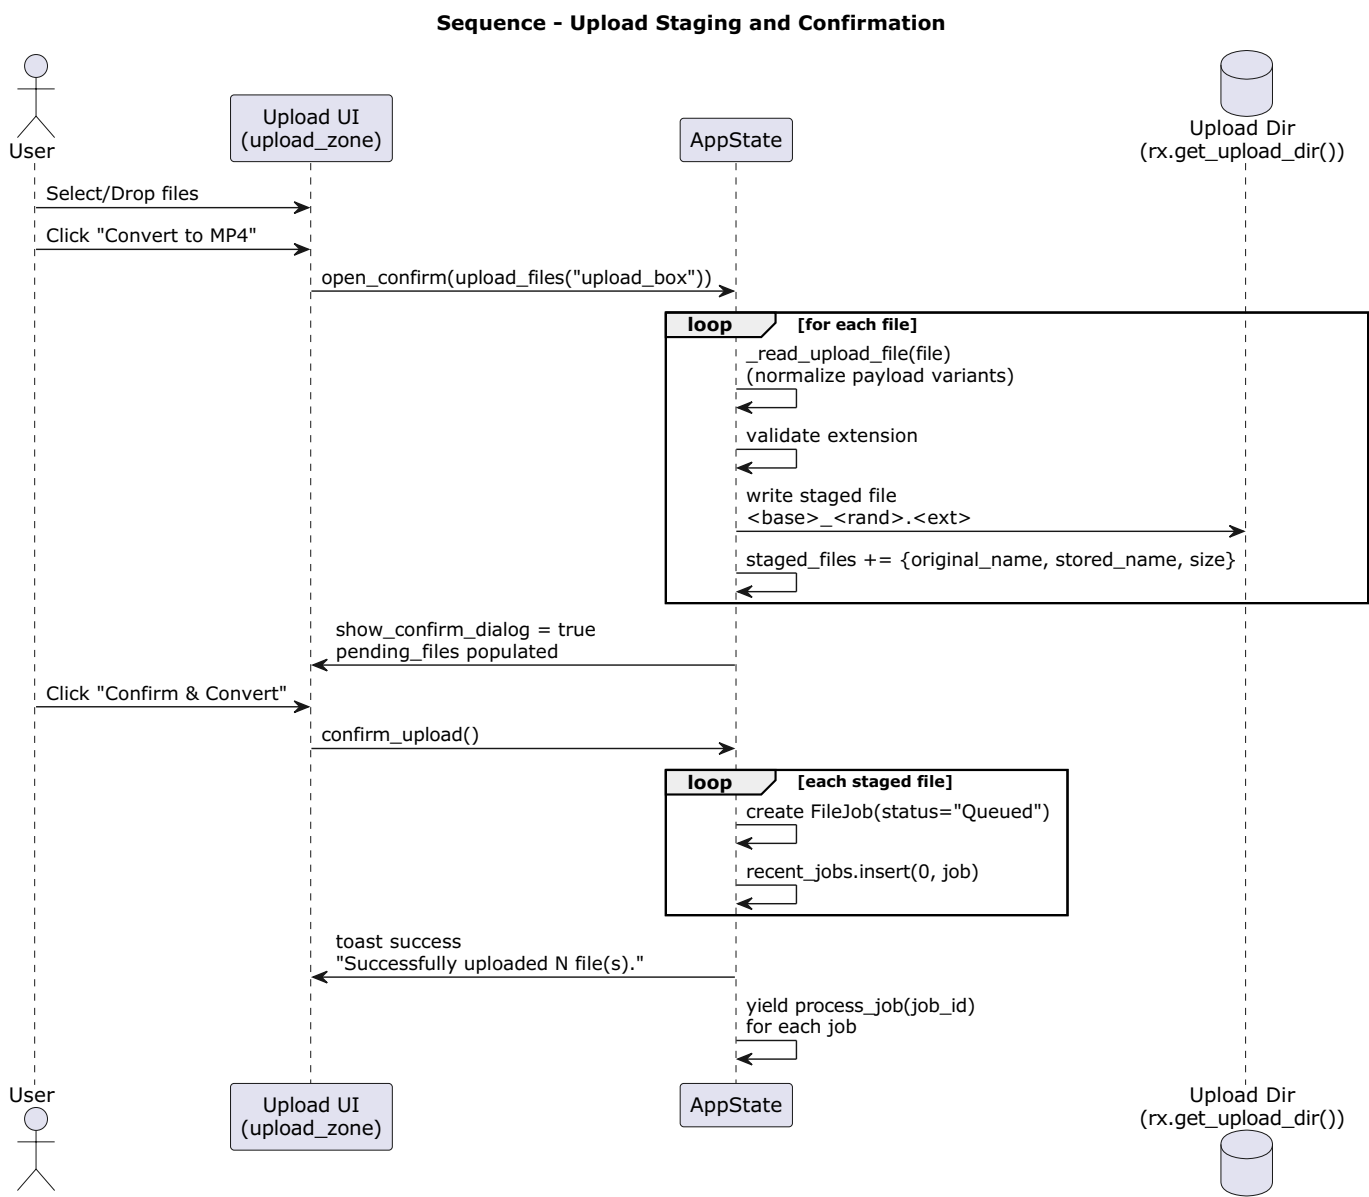 Sequence - Upload Staging and Confirmation
User
Upload UI
(upload_zone)
AppState
Upload Dir
(rx.get_upload_dir())
Select/Drop files
Click "Convert to MP4"
open_confirm(upload_files("upload_box"))
loop [for each file]
_read_upload_file(file)
(normalize payload variants)
validate extension
write staged file
<base>_<rand>.<ext>
staged_files += {original_name, stored_name, size}
show_confirm_dialog = true
pending_files populated
Click "Confirm & Convert"
confirm_upload()
loop [each staged file]
create FileJob(status="Queued")
recent_jobs.insert(0, job)
toast success
"Successfully uploaded N file(s)."
yield process_job(job_id)
for each job
User
Upload UI
(upload_zone)
AppState
Upload Dir
(rx.get_upload_dir())